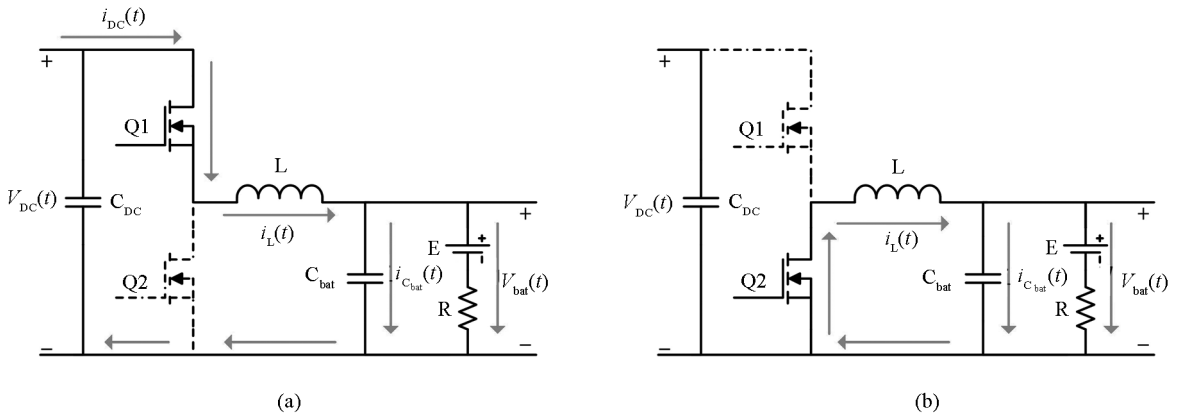 i_DC(t)
+
Q1
L
V_DC(t)
C_DC
+
i_L(t)
E
+
-
Q2
C_bat
i_C_bat(t)
V_bat(t)
R
−
−
(a)
+
Q1
L
V_DC(t)
C_DC
+
i_L(t)
E
+
-
Q2
C_bat
i_C_bat(t)
V_bat(t)
R
−
−
(b)